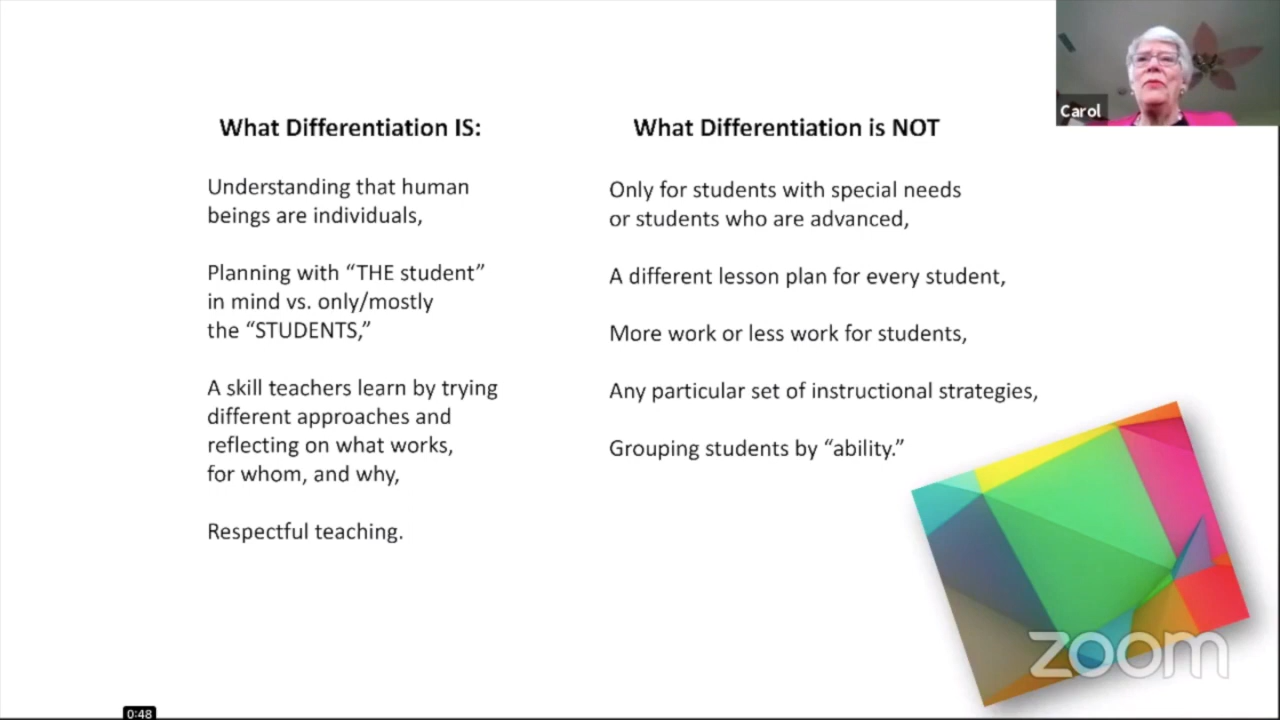 Carol
What Differentiation IS:
Understanding that human
beings are individuals,
Planning with “THE student”
in mind vs. only/mostly
the “STUDENTS,”
A skill teachers learn by trying
different approaches and
reflecting on what works,
for whom, and why,
Respectful teaching.
What Differentiation is NOT
Only for students with special needs
or students who are advanced,
A different lesson plan for every student,
More work or less work for students,
Any particular set of instructional strategies,
Grouping students by “ability.”
zoom
0:48